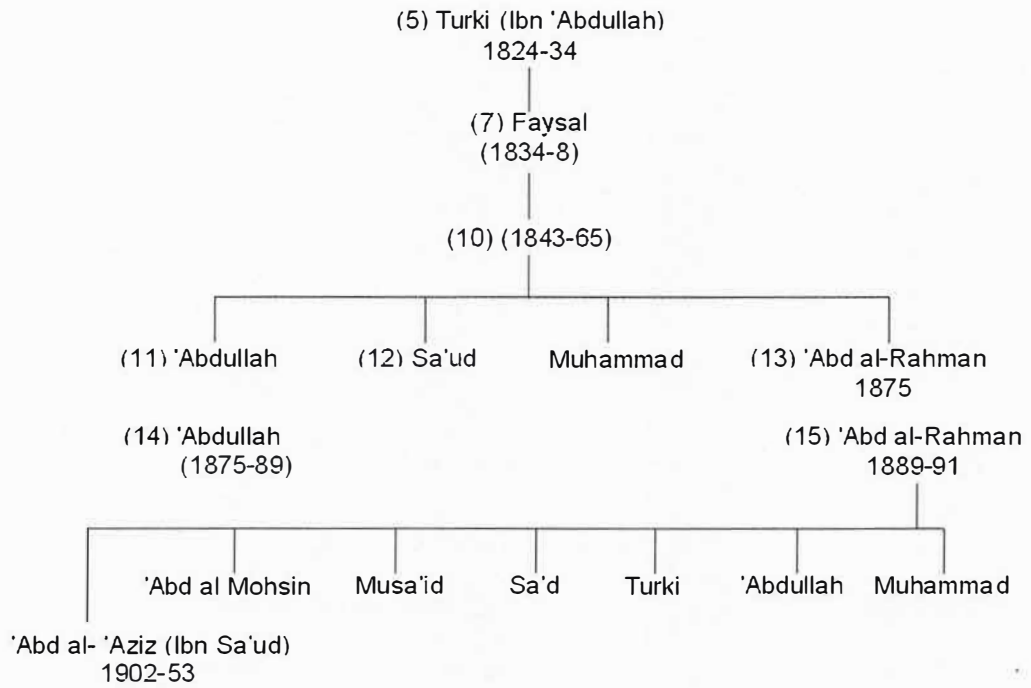 (5) Turki (Ibn 'Abdullah)
1824-34
(7) Faysal
(1834-8)
(10) (1843-65)
(11) 'Abdullah
(12) Sa'ud
Muhammad
(13) 'Abd al-Rahman
1875
(14) 'Abdullah
(1875-89)
(15) 'Abd al-Rahman
1889-91
'Abd al Mohsin
Musa'id
Sa'd
Turki
'Abdullah
Muhammad
'Abd al- 'Aziz (Ibn Sa'ud)
1902-53